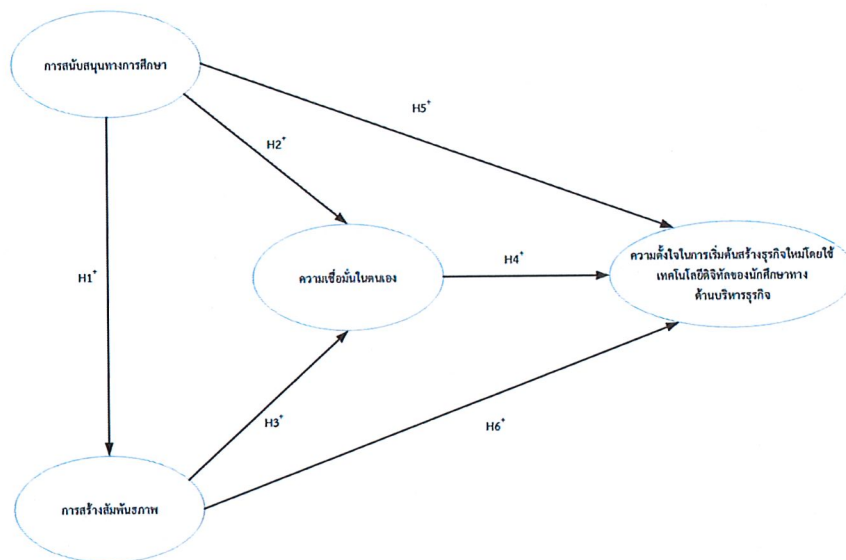 การสนับสนุนทางการศึกษา
H5+
H2+
ความเชื่อมั่นในตนเอง
H4+
ความตั้งใจในการเริ่มต้นสร้างธุรกิจใหม่โดยใช้
เทคโนโลยีดิจิทัลของนักศึกษาทาง
ด้านบริหารธุรกิจ
H1+
H3+
H6+
การสร้างสัมพันธภาพ